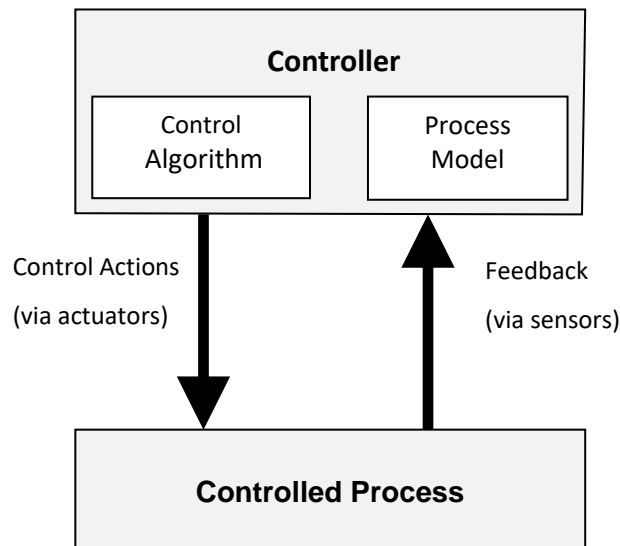 Controller
Control
Algorithm
Process
Model
Control Actions
(via actuators)
Feedback
(via sensors)
Controlled Process